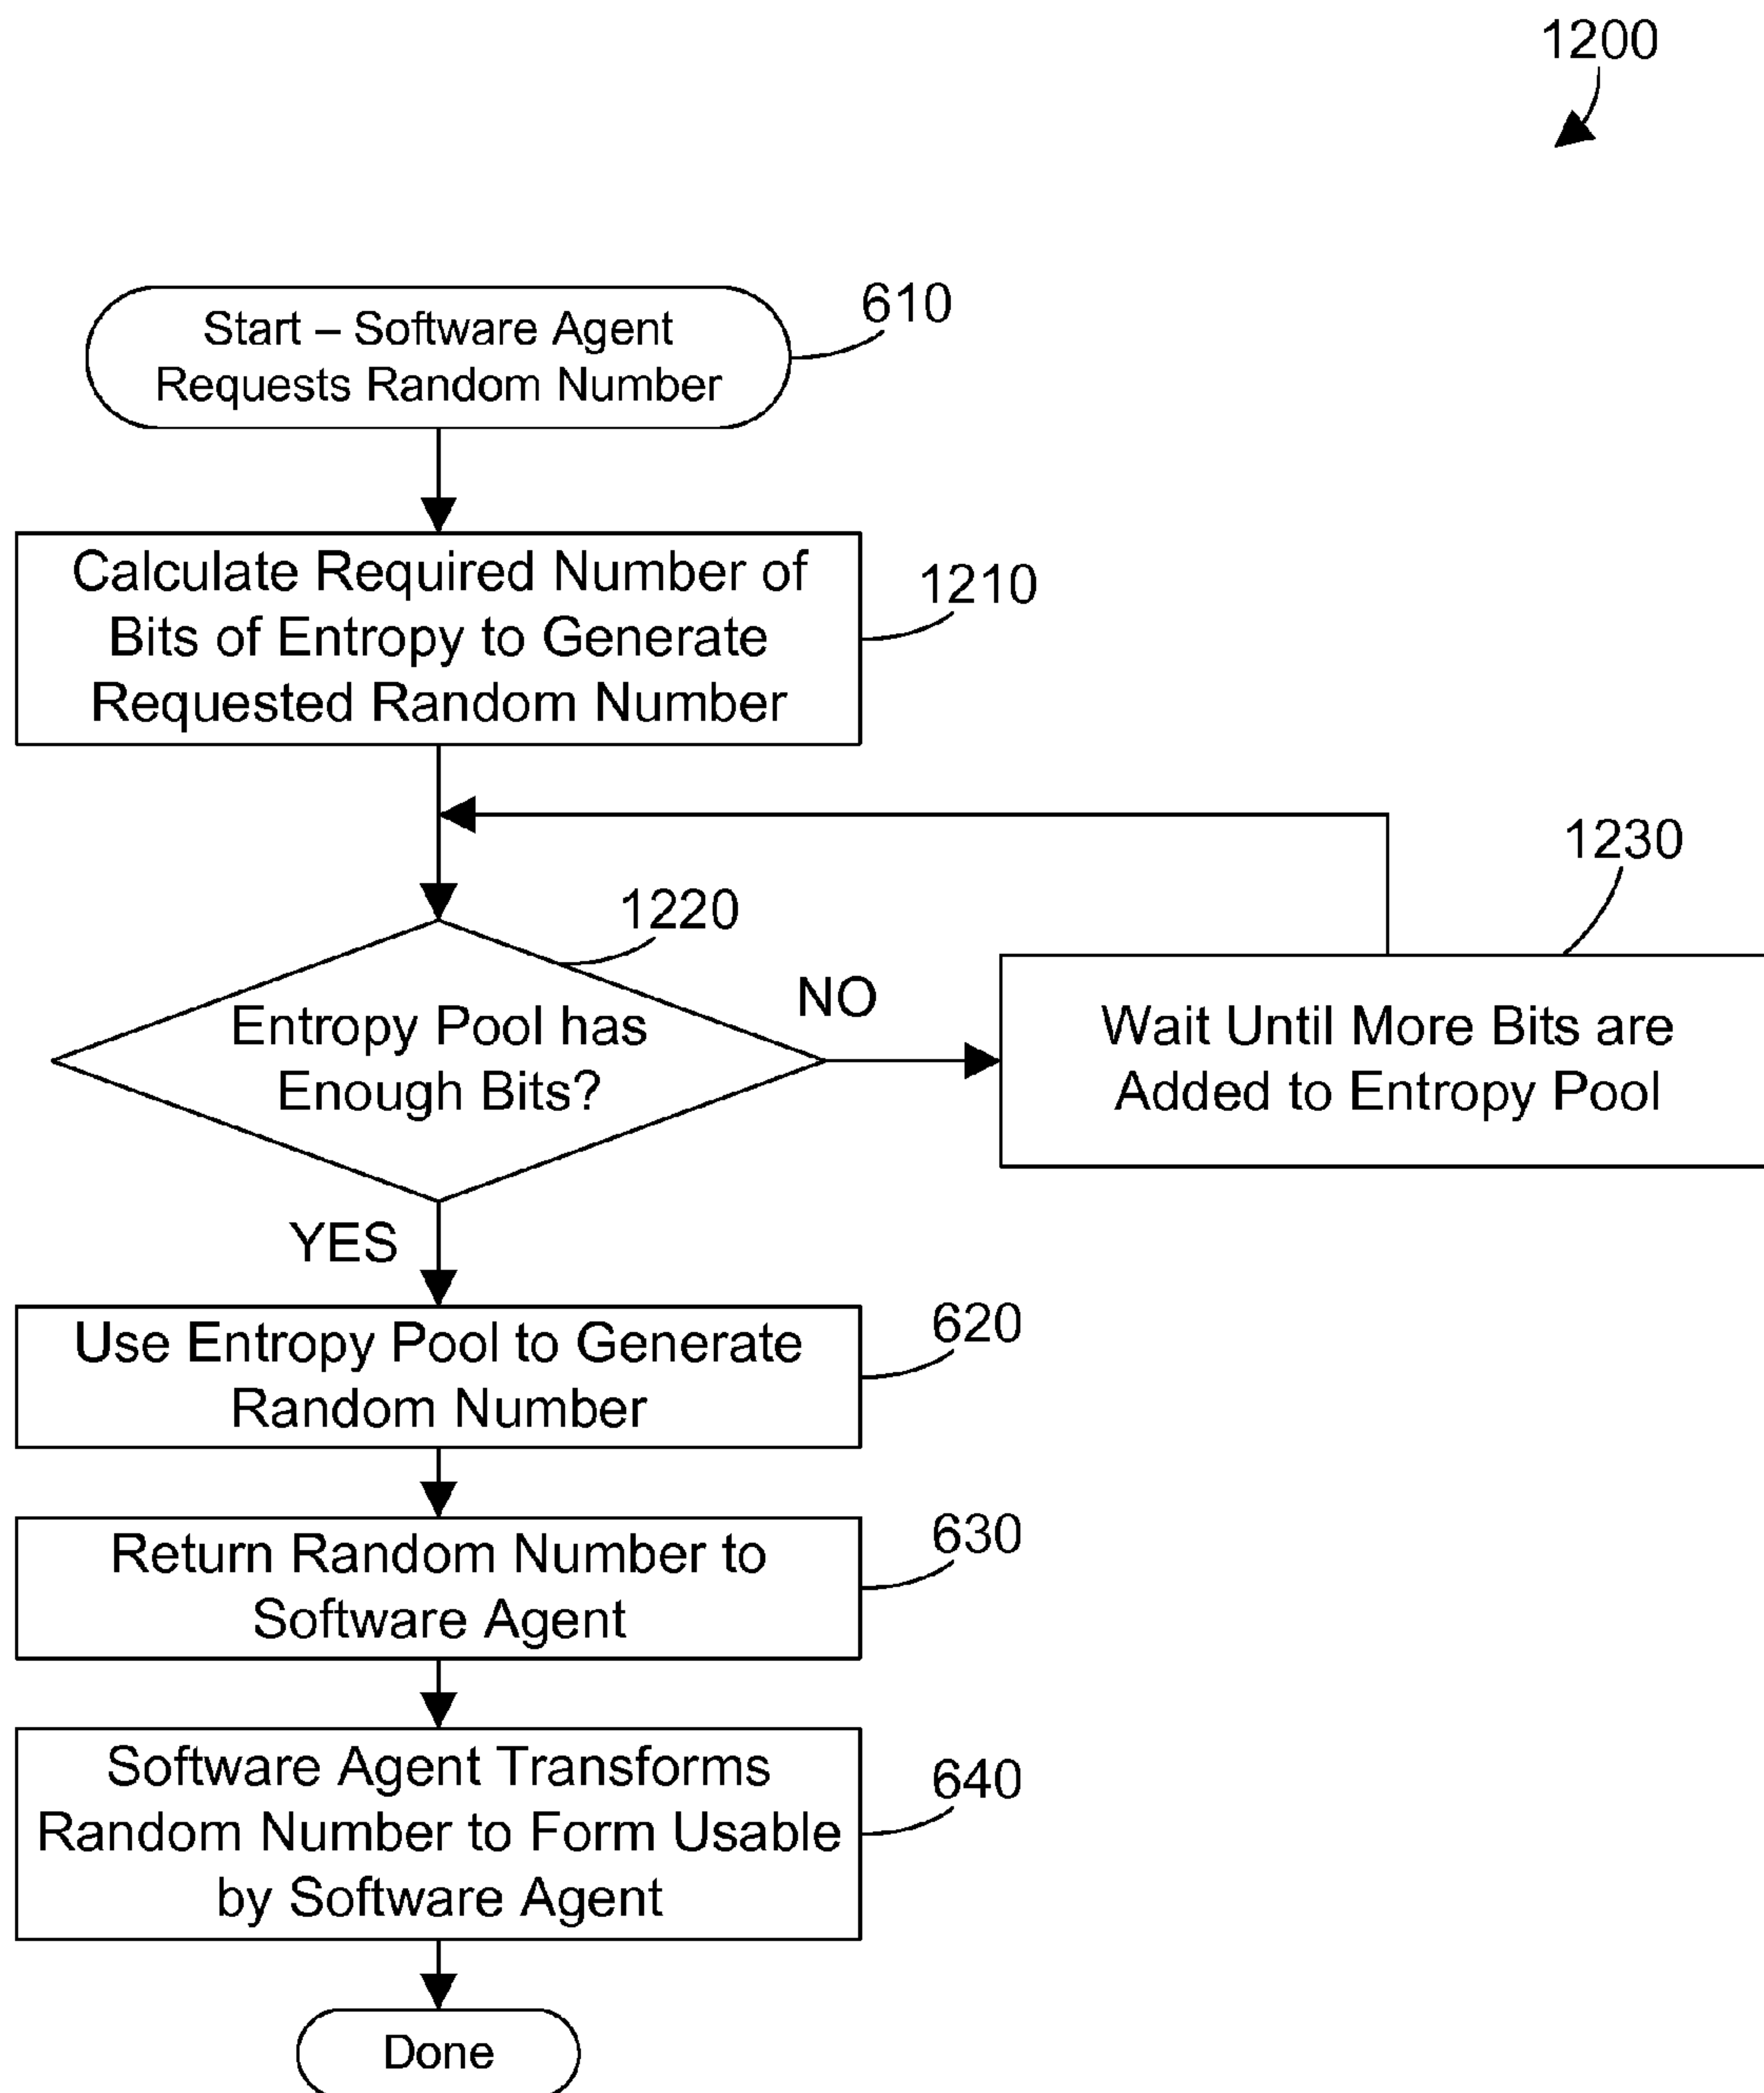 1200
Start – Software Agent
Requests Random Number
610
Calculate Required Number of
Bits of Entropy to Generate
Requested Random Number
1210
1220
Entropy Pool has
Enough Bits?
NO
1230
Wait Until More Bits are
Added to Entropy Pool
YES
Use Entropy Pool to Generate
Random Number
620
Return Random Number to
Software Agent
630
Software Agent Transforms
Random Number to Form Usable
by Software Agent
640
Done